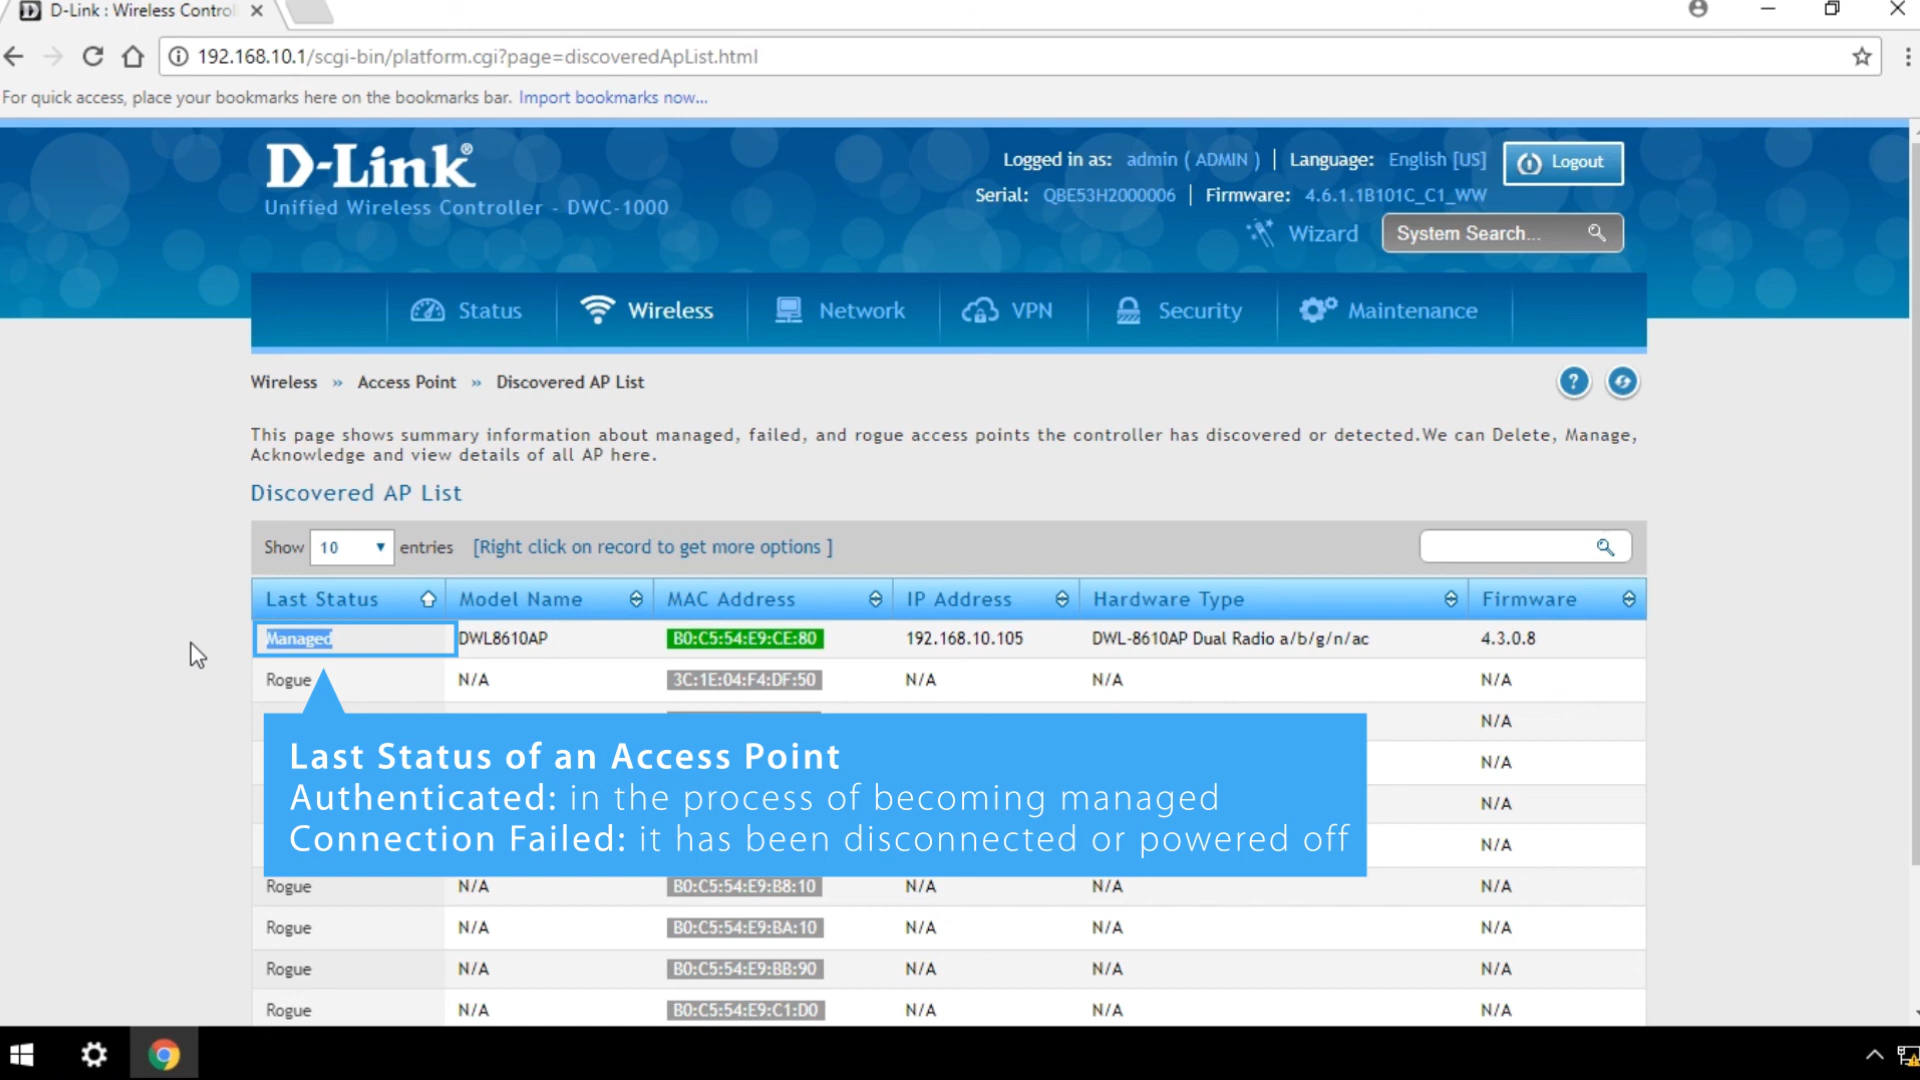 D-Link : Wireless Control
192.168.10.1/scgi-bin/platform.cgi?page=discoveredApList.html
For quick access, place your bookmarks here on the bookmarks bar. Import bookmarks now...
D-Link®
Unified Wireless Controller - DWC-1000
Logged in as: admin ( ADMIN ) | Language: English [US]
Logout
Serial: QBE53H2000006 | Firmware: 4.6.1.1B101C_C1_WW
Wizard
System Search...
Status Wireless Network VPN Security Maintenance
Wireless » Access Point » Discovered AP List
This page shows summary information about managed, failed, and rogue access points the controller has discovered or detected.We can Delete, Manage,
Acknowledge and view details of all AP here.
Discovered AP List
Show 10 entries [Right click on record to get more options ]
Last Status Model Name MAC Address IP Address Hardware Type Firmware
Managed DWL8610AP B0:C5:54:E9:CE:80 192.168.10.105 DWL-8610AP Dual Radio a/b/g/n/ac 4.3.0.8
Rogue N/A 3C:1E:04:F4:DF:50 N/A N/A N/A
N/A
N/A
N/A
N/A
Last Status of an Access Point
Authenticated: in the process of becoming managed
Connection Failed: it has been disconnected or powered off
Rogue N/A B0:C5:54:E9:B8:10 N/A N/A N/A
Rogue N/A B0:C5:54:E9:BA:10 N/A N/A N/A
Rogue N/A B0:C5:54:E9:BB:90 N/A N/A N/A
Rogue N/A B0:C5:54:E9:C1:D0 N/A N/A N/A